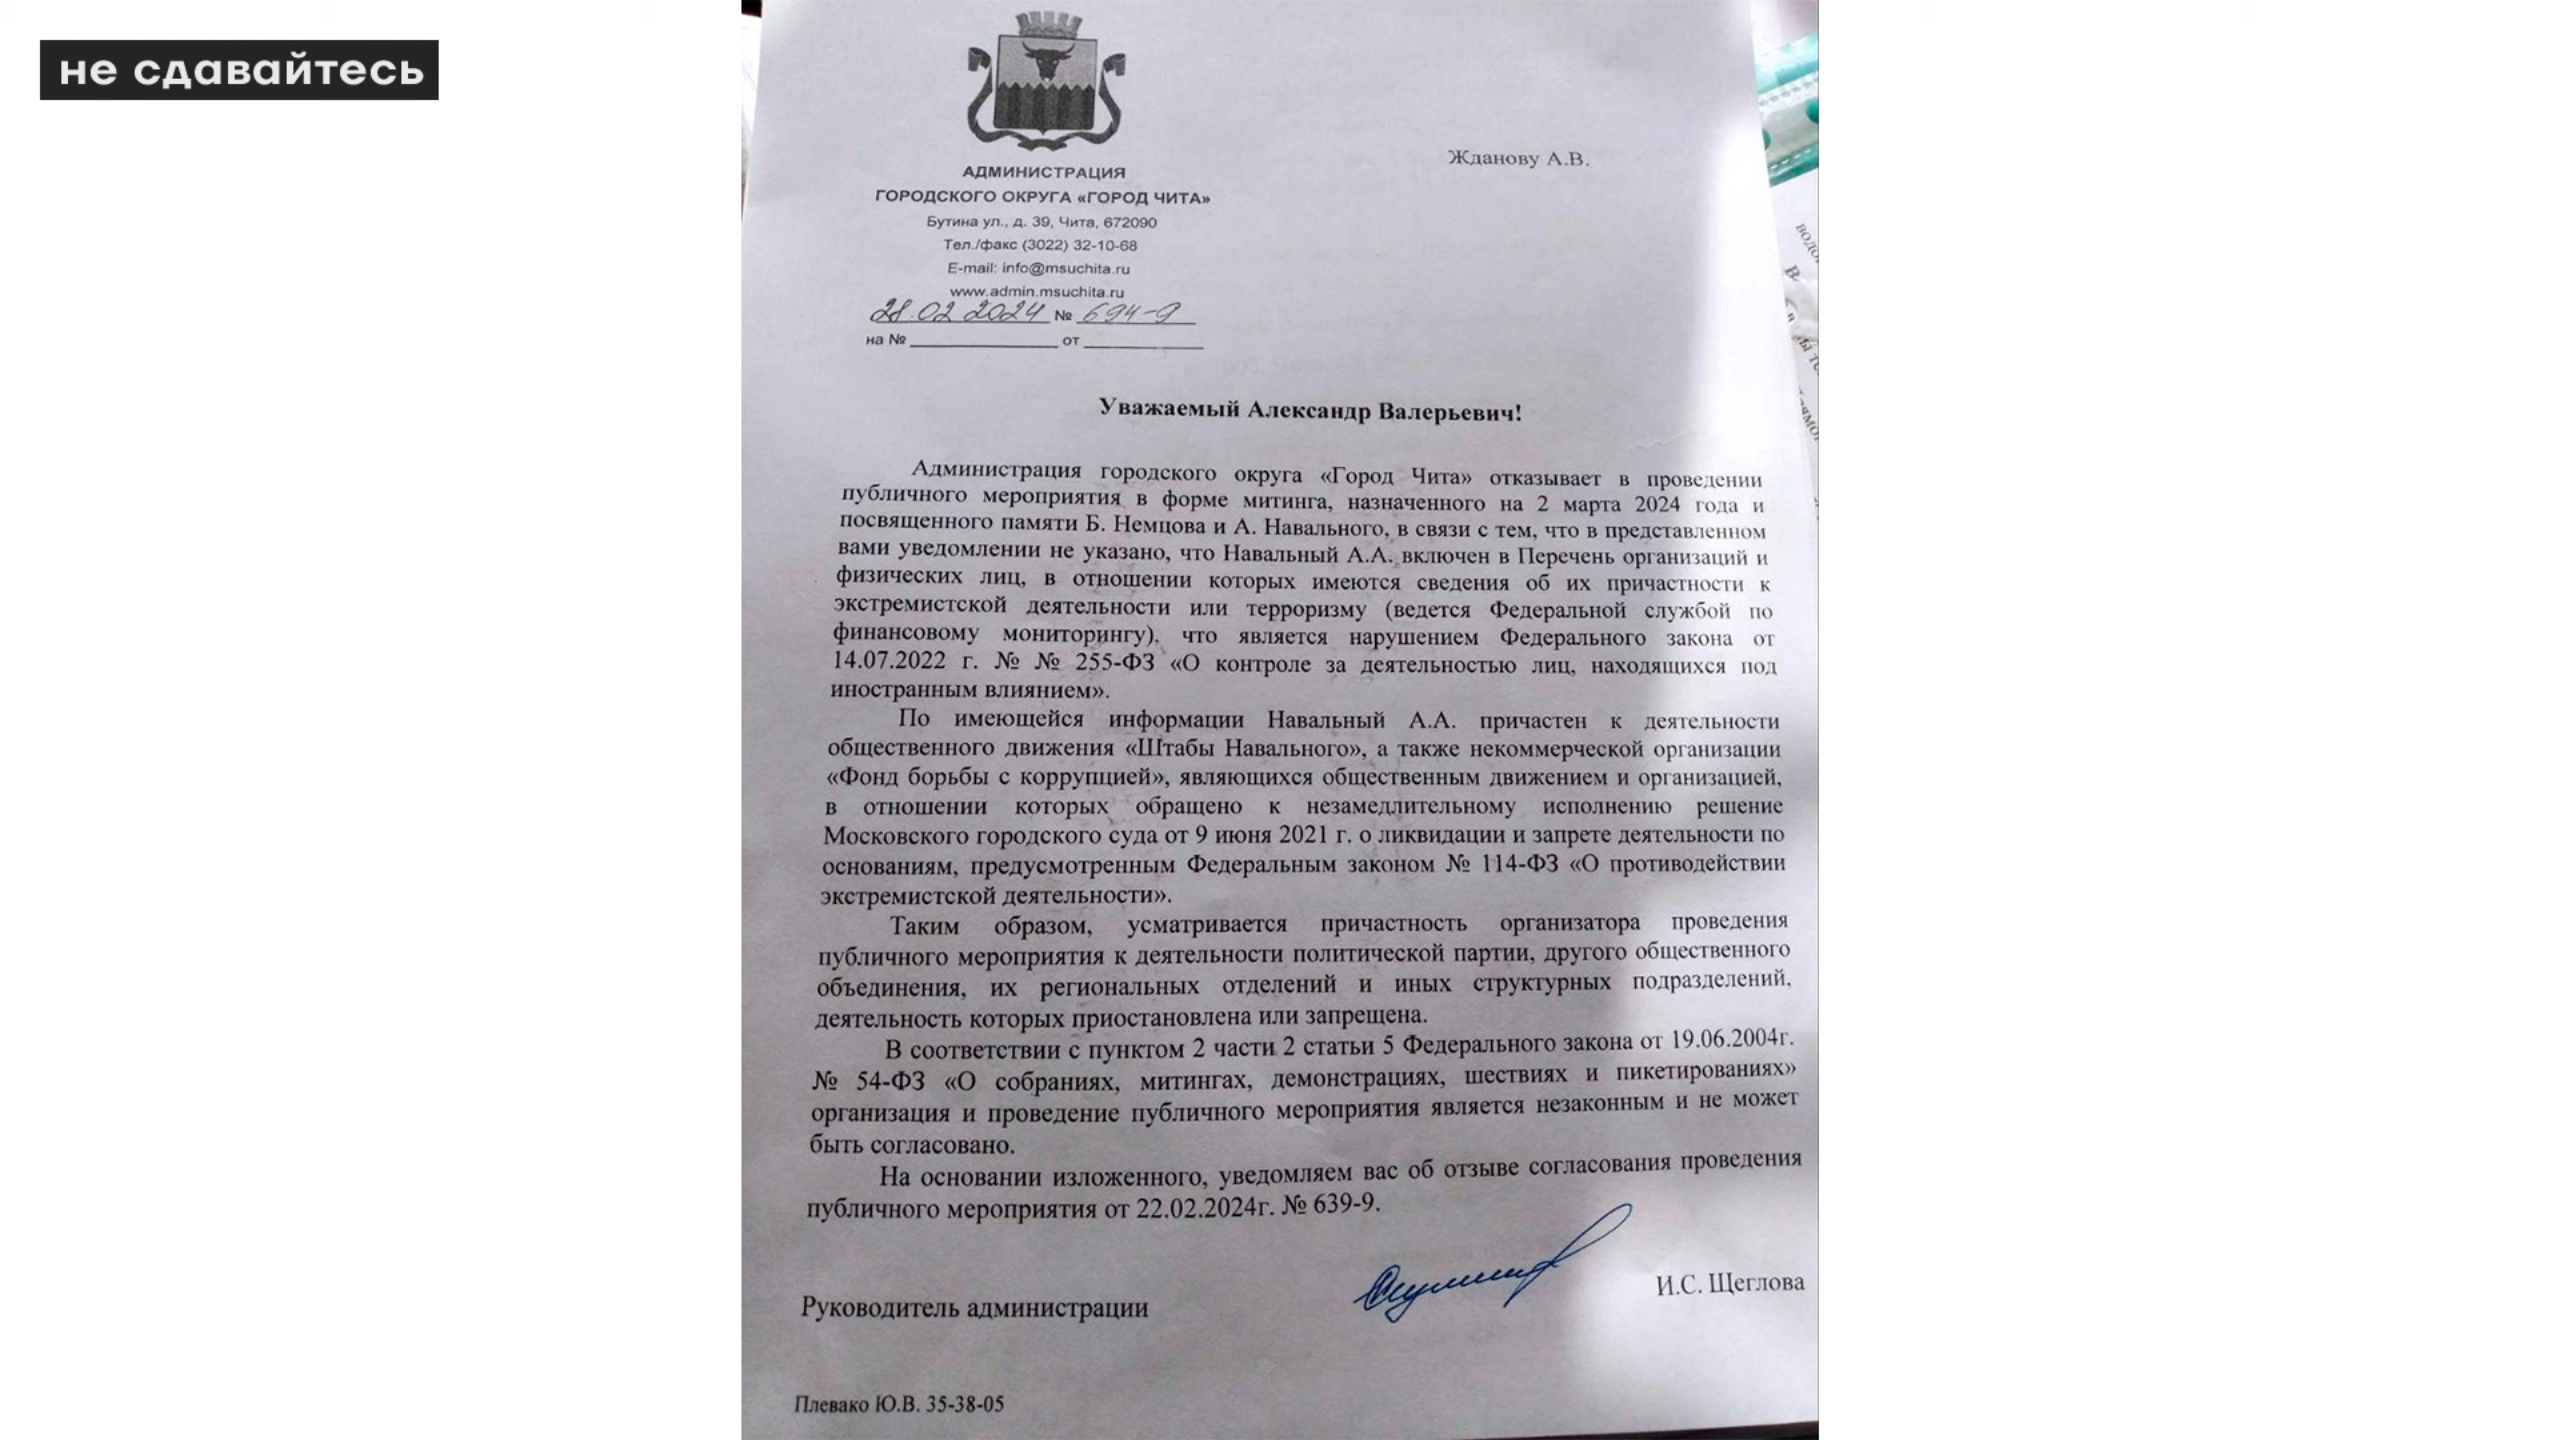 не сдавайтесь
АДМИНИСТРАЦИЯ
ГОРОДСКОГО ОКРУГА «ГОРОД ЧИТА»
Бутина ул., д. 39, Чита, 672090
Тел./факс (3022) 32-10-68
E-mail: info@msuchita.ru
www.admin.msuchita.ru
28.02 2024 № 694-9
на № ____________ от ____________
Жданову А.В.
Уважаемый Александр Валерьевич!
Администрация городского округа «Город Чита» отказывает в проведении
публичного мероприятия в форме митинга, назначенного на 2 марта 2024 года и
посвященного памяти Б. Немцова и А. Навального, в связи с тем, что в представленном
вами уведомлении не указано, что Навальный А.А. включен в Перечень организаций и
физических лиц, в отношении которых имеются сведения об их причастности к
экстремистской деятельности или терроризму (ведется Федеральной службой по
финансовому мониторингу), что является нарушением Федерального закона от
14.07.2022 г. № № 255-ФЗ «О контроле за деятельностью лиц, находящихся под
иностранным влиянием».
По имеющейся информации Навальный А.А. причастен к деятельности
общественного движения «Штабы Навального», а также некоммерческой организации
«Фонд борьбы с коррупцией», являющихся общественным движением и организацией,
в отношении которых обращено к незамедлительному исполнению решение
Московского городского суда от 9 июня 2021 г. о ликвидации и запрете деятельности по
основаниям, предусмотренным Федеральным законом № 114-ФЗ «О противодействии
экстремистской деятельности».
Таким образом, усматривается причастность организатора проведения
публичного мероприятия к деятельности политической партии, другого общественного
объединения, их региональных отделений и иных структурных подразделений,
деятельность которых приостановлена или запрещена.
В соответствии с пунктом 2 части 2 статьи 5 Федерального закона от 19.06.2004г.
№ 54-ФЗ «О собраниях, митингах, демонстрациях, шествиях и пикетированиях»
организация и проведение публичного мероприятия является незаконным и не может
быть согласовано.
На основании изложенного, уведомляем вас об отзыве согласования проведения
публичного мероприятия от 22.02.2024г. № 639-9.
Руководитель администрации
И.С. Щеглова
Плевако Ю.В. 35-38-05